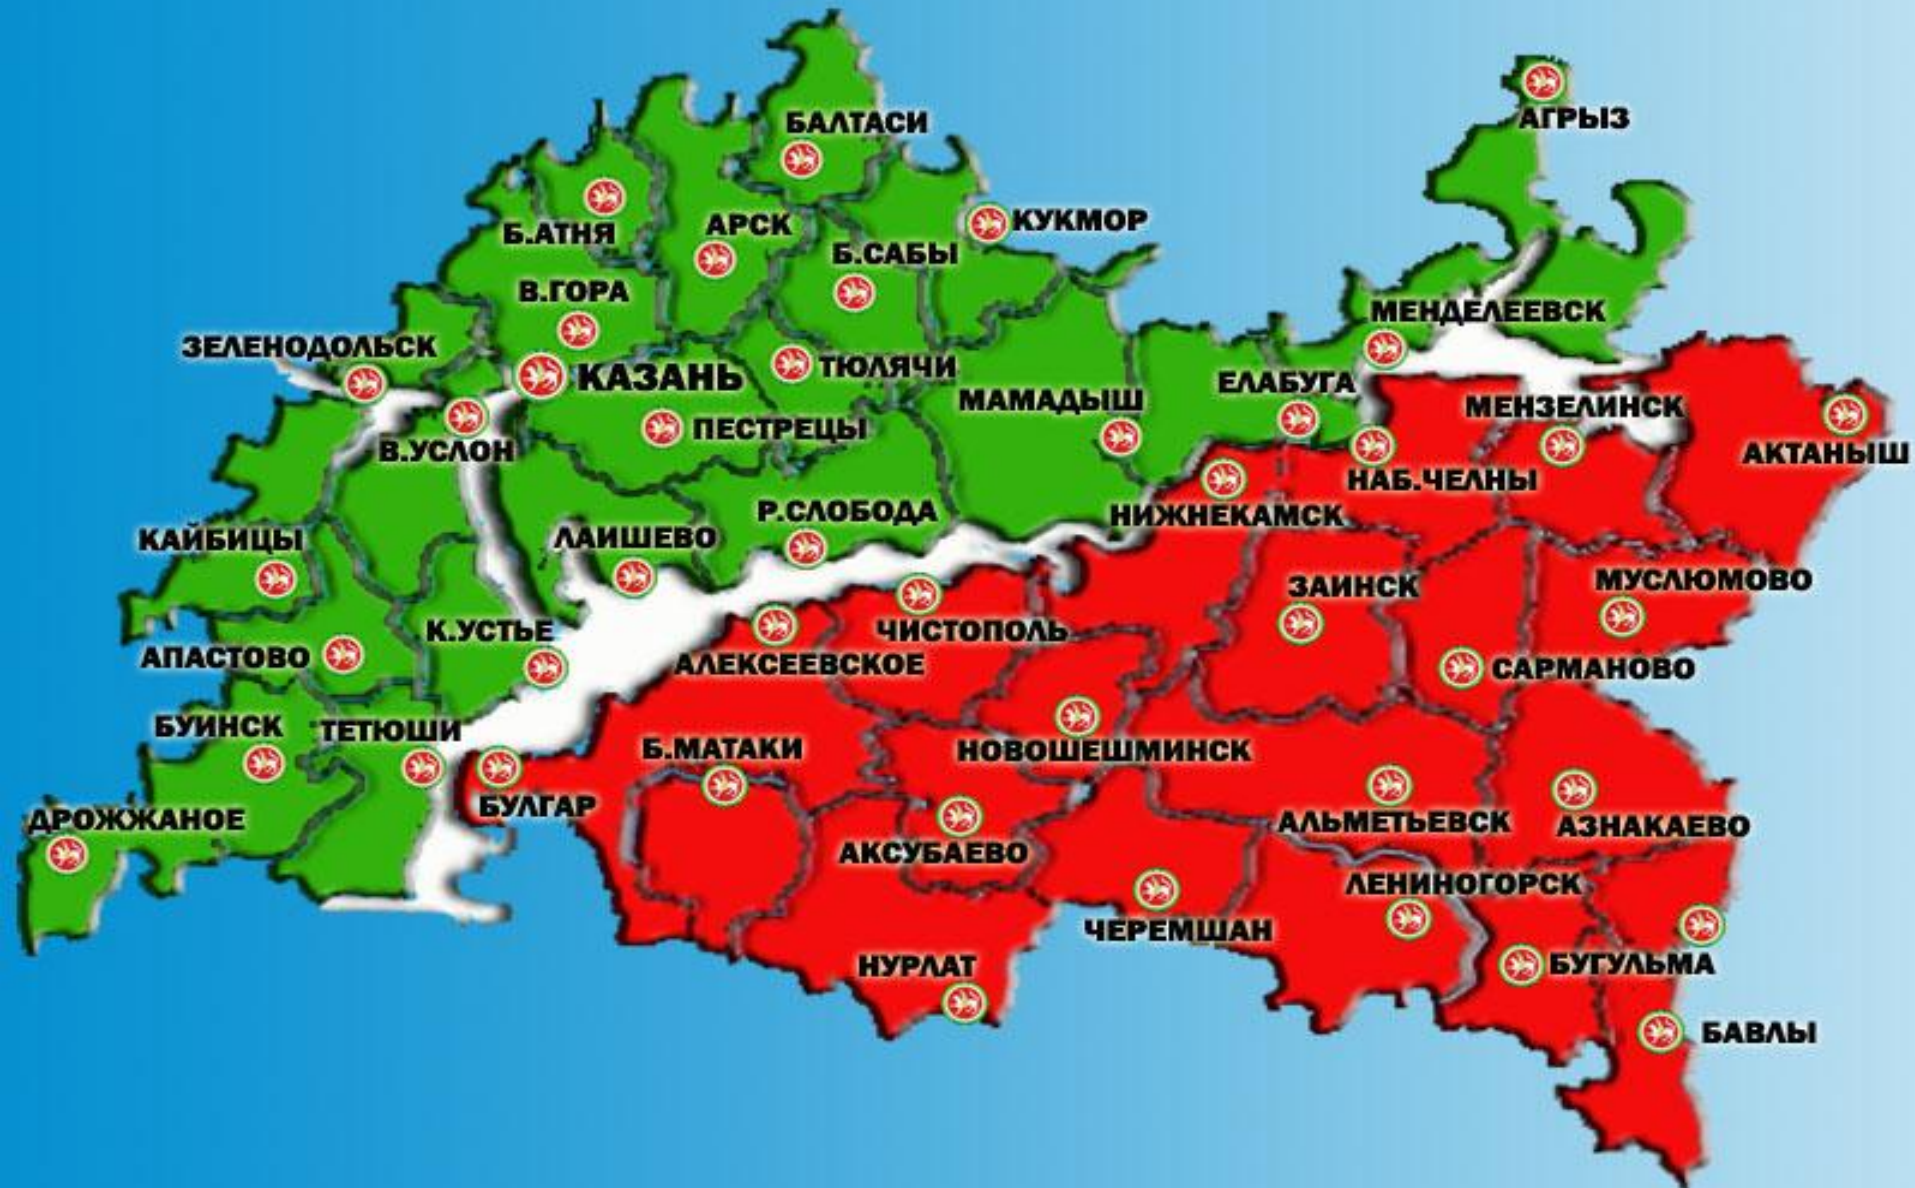 БАЛТАСИ
АГРЫЗ
Б.АТНЯ
АРСК
КУКМОР
Б.САБЫ
В.ГОРА
МЕНДЕЛЕЕВСК
ЗЕЛЕНОДОЛЬСК
КАЗАНЬ
ТЮЛЯЧИ
ЕЛАБУГА
МАМАДЫШ
МЕНЗЕЛИНСК
ПЕСТРЕЦЫ
В.УСЛОН
АКТАНЫШ
НАБ.ЧЕЛНЫ
Р.СЛОБОДА
НИЖНЕКАМСК
КАЙБИЦЫ
ЛАИШЕВО
ЗАИНСК
МУСЛЮМОВО
К.УСТЬЕ
ЧИСТОПОЛЬ
АПАСТОВО
АЛЕКСЕЕВСКОЕ
САРМАНОВО
БУИНСК
ТЕТЮШИ
Б.МАТАКИ
НОВОШЕШМИНСК
БУЛГАР
ДРОЖЖАНОЕ
АЛЬМЕТЬЕВСК
АЗНАКАЕВО
АКСУБАЕВО
ЛЕНИНОГОРСК
ЧЕРЕМШАН
НУРЛАТ
БУГУЛЬМА
БАВЛЫ